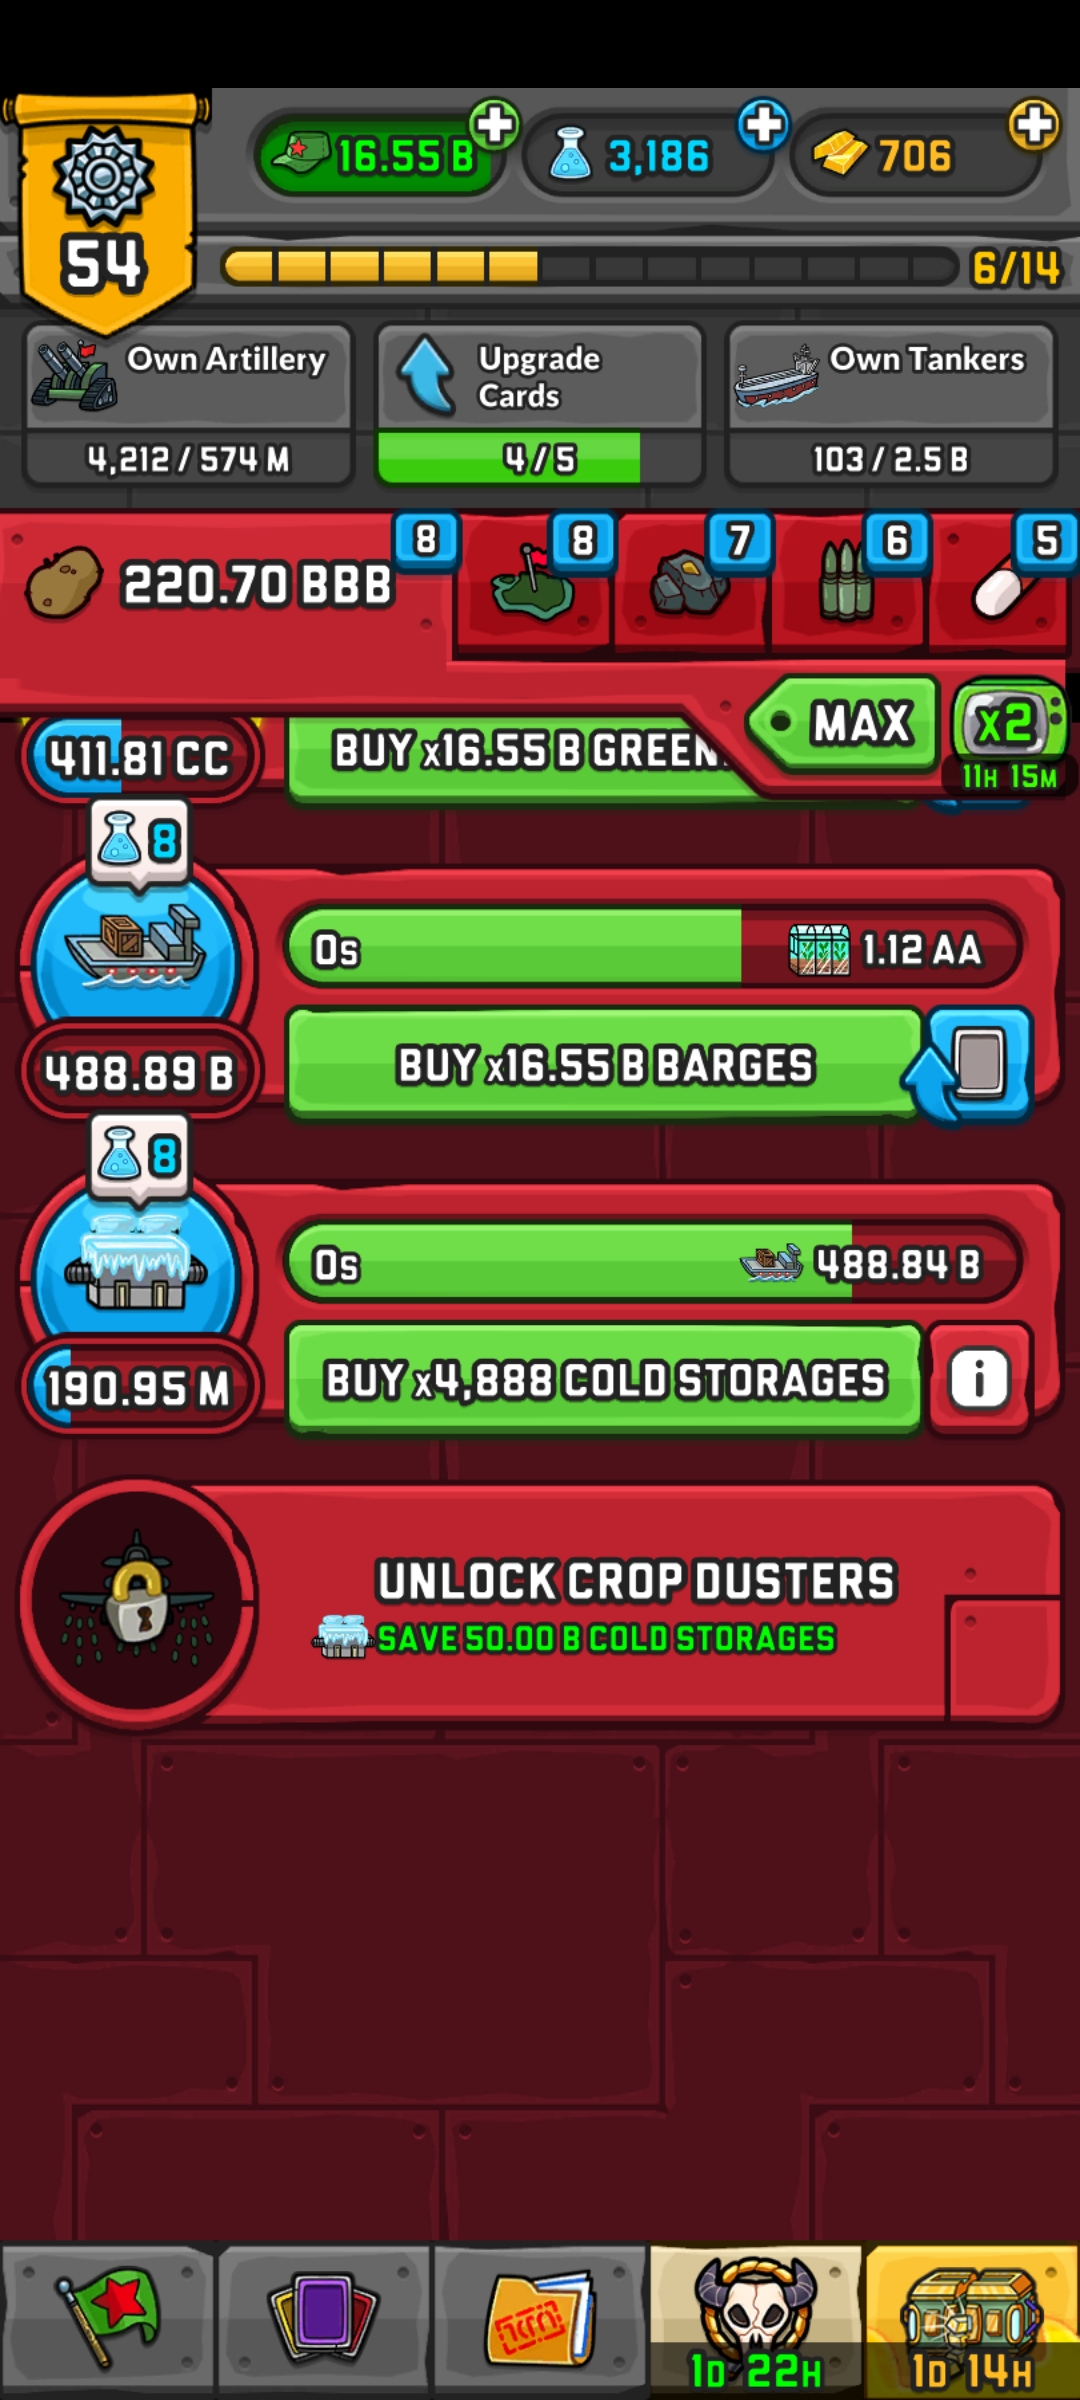 54
16.55 B
3,186
706
6/14
Own Artillery
4,212 / 574 M
Upgrade
Cards
4 / 5
Own Tankers
103 / 2.5 B
220.70 BBB
8
8
7
6
5
MAX
x2
11H 15M
411.81 CC
BUY x16.55 B GREEN
8
0s
1.12 AA
488.89 B
BUY x16.55 B BARGES
8
0s
488.84 B
190.95 M
BUY x4,888 COLD STORAGES
i
UNLOCK CROP DUSTERS
SAVE 50.00 B COLD STORAGES
1D 22H
1D 14H